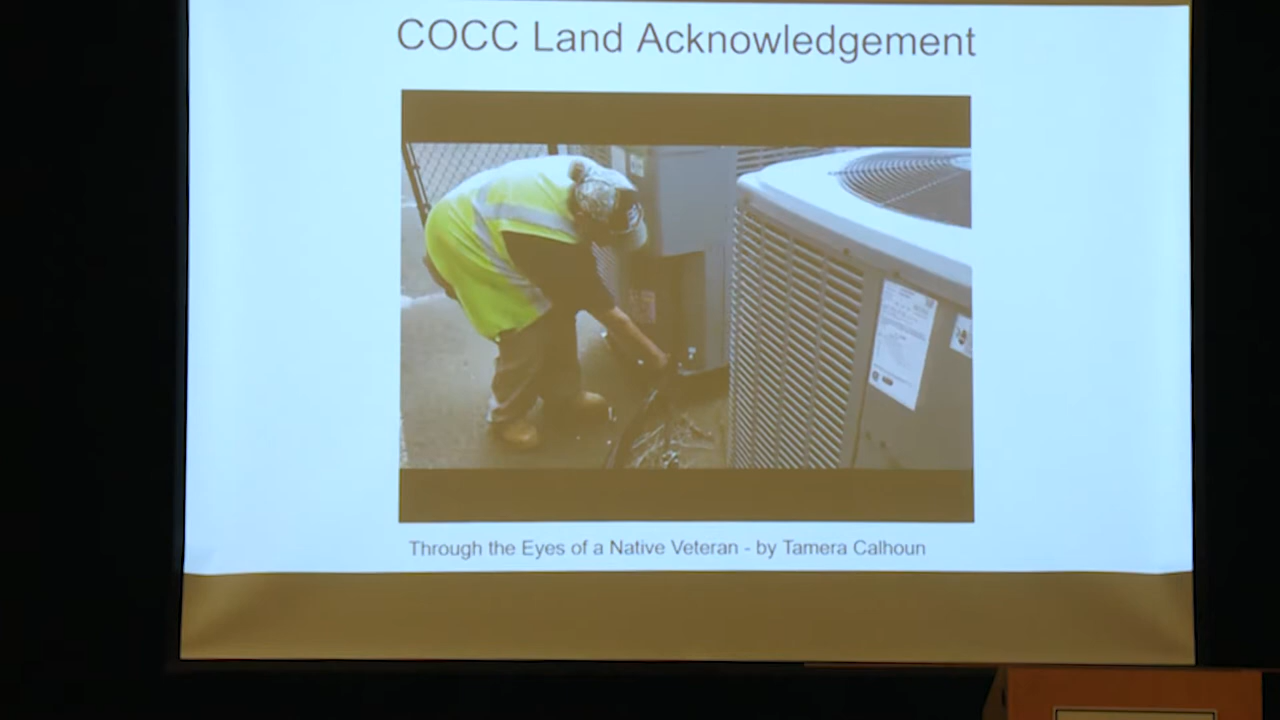 COCC Land Acknowledgement
Through the Eyes of a Native Veteran - by Tamera Calhoun